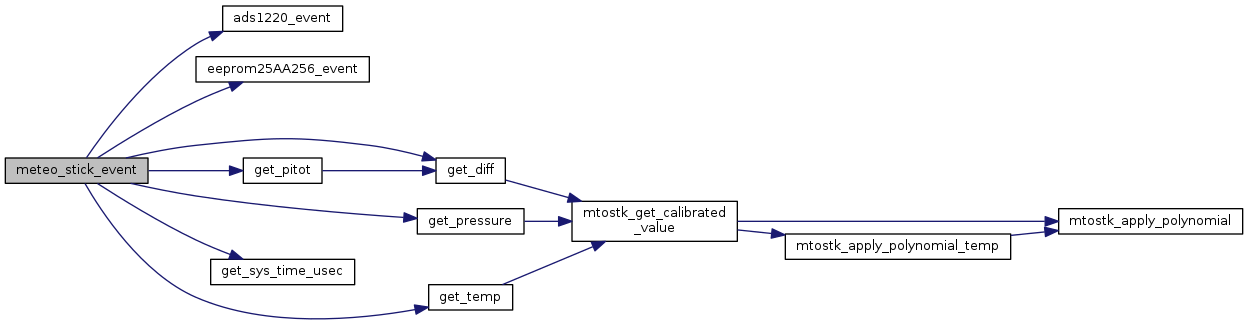 ads1220_event
eeprom25AA256_event
meteo_stick_event
get_pitot
get_diff
get_pressure
mtostk_get_calibrated
_value
mtostk_apply_polynomial
mtostk_apply_polynomial_temp
get_sys_time_usec
get_temp